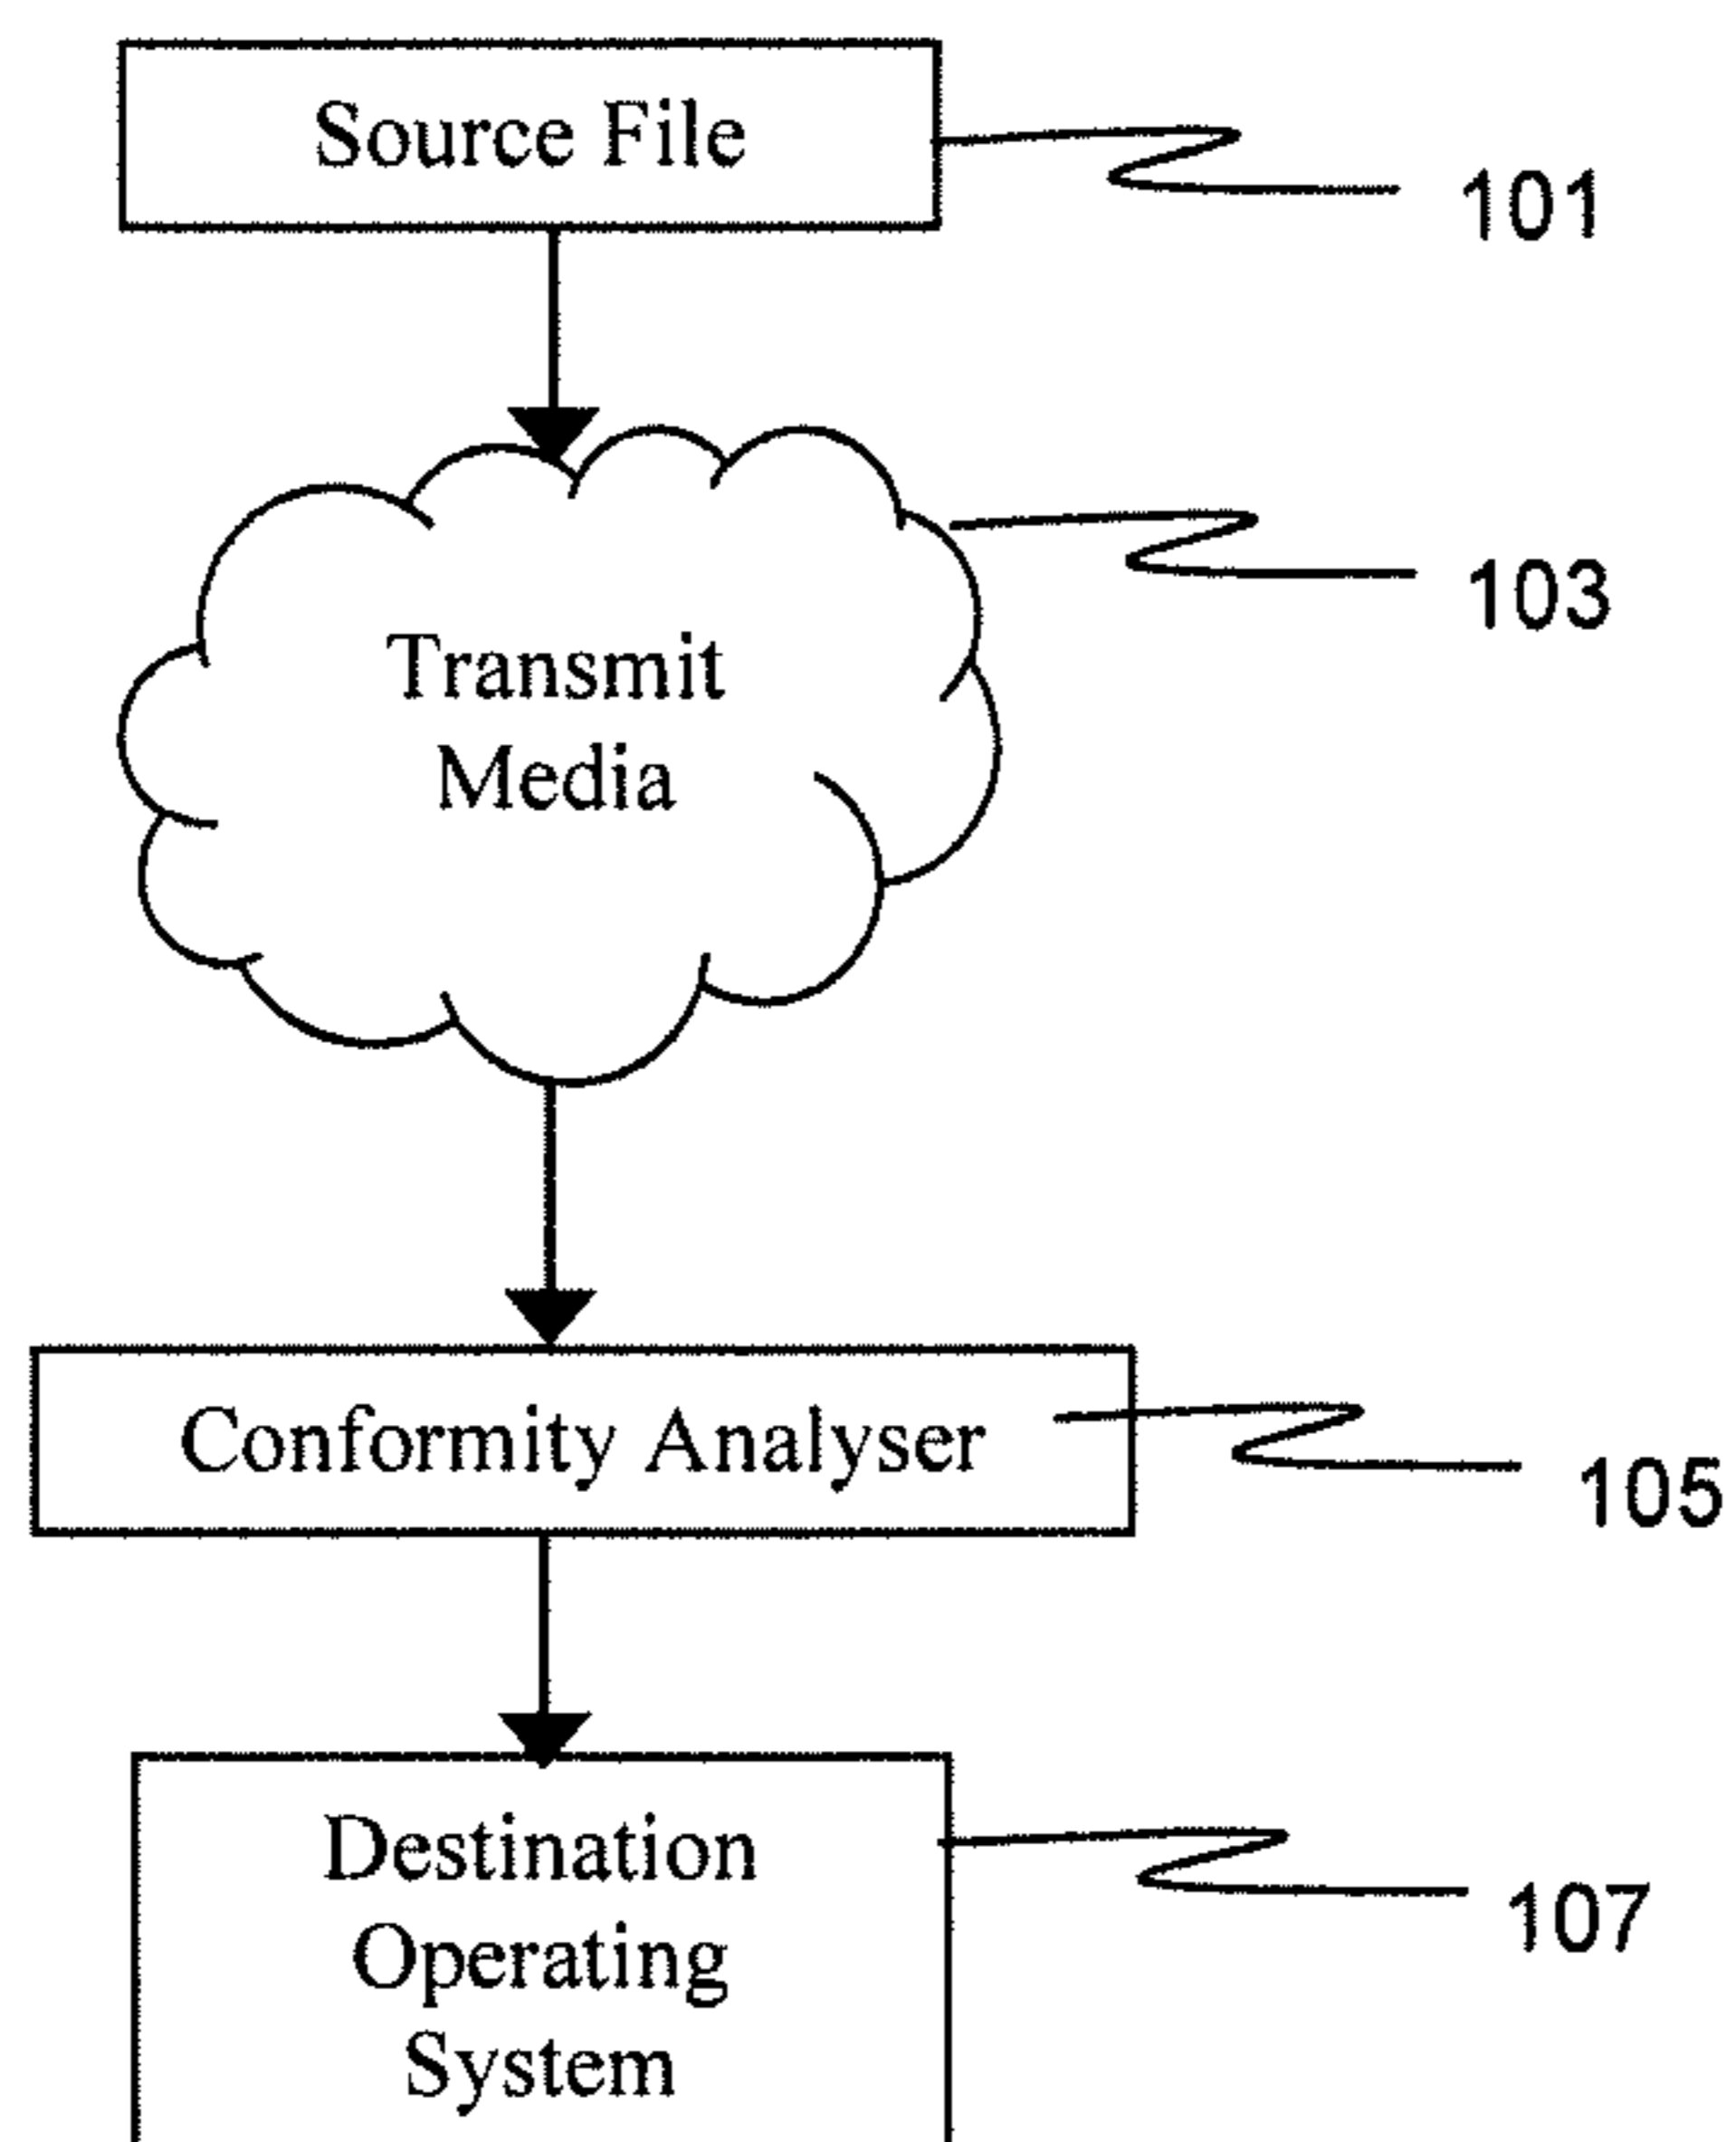 Source File
101
103
Transmit
Media
Conformity Analyser
105
Destination
107
Operating
System